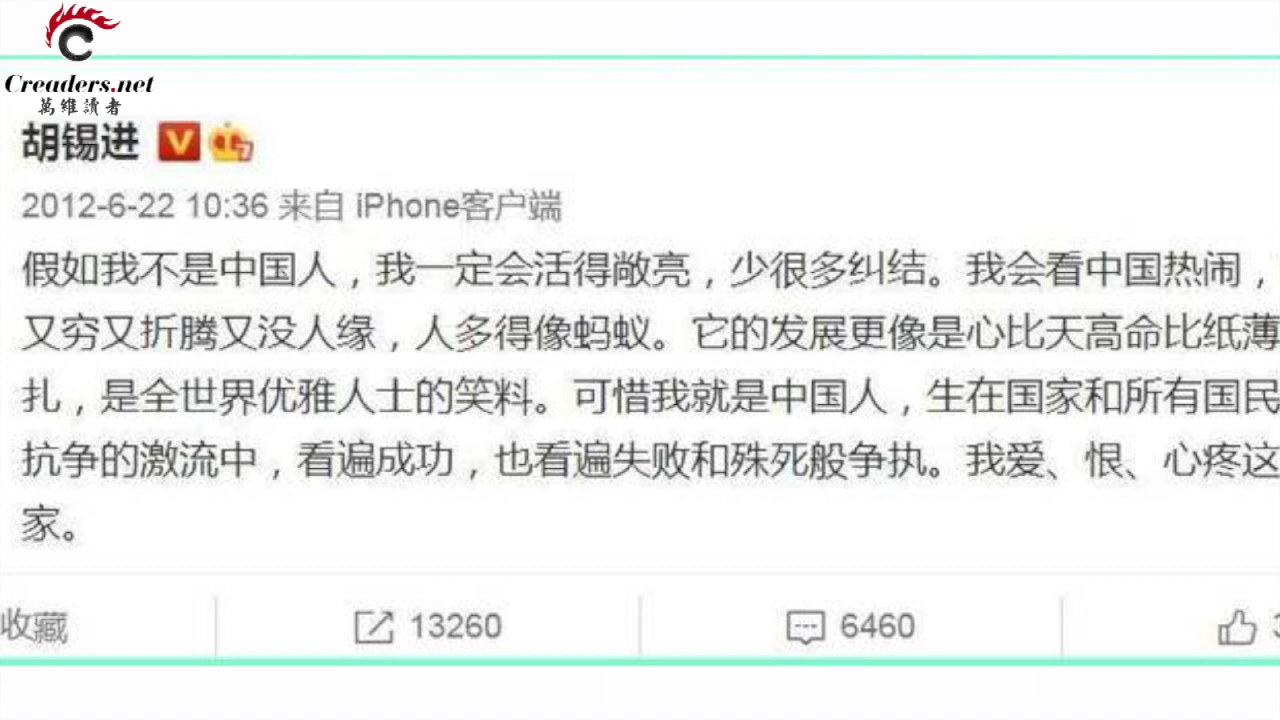 Creaders.net
萬維讀者
胡锡进
2012-6-22 10:36 来自 iPhone客户端
假如我不是中国人，我一定会活得敞亮，少很多纠结。我会看中国热闹，
又穷又折腾又没人缘，人多得像蚂蚁。它的发展更像是心比天高命比纸薄
扎，是全世界优雅人士的笑料。可惜我就是中国人，生在国家和所有国民
抗争的激流中，看遍成功，也看遍失败和殊死般争执。我爱、恨、心疼这
家。
收藏
13260
6460